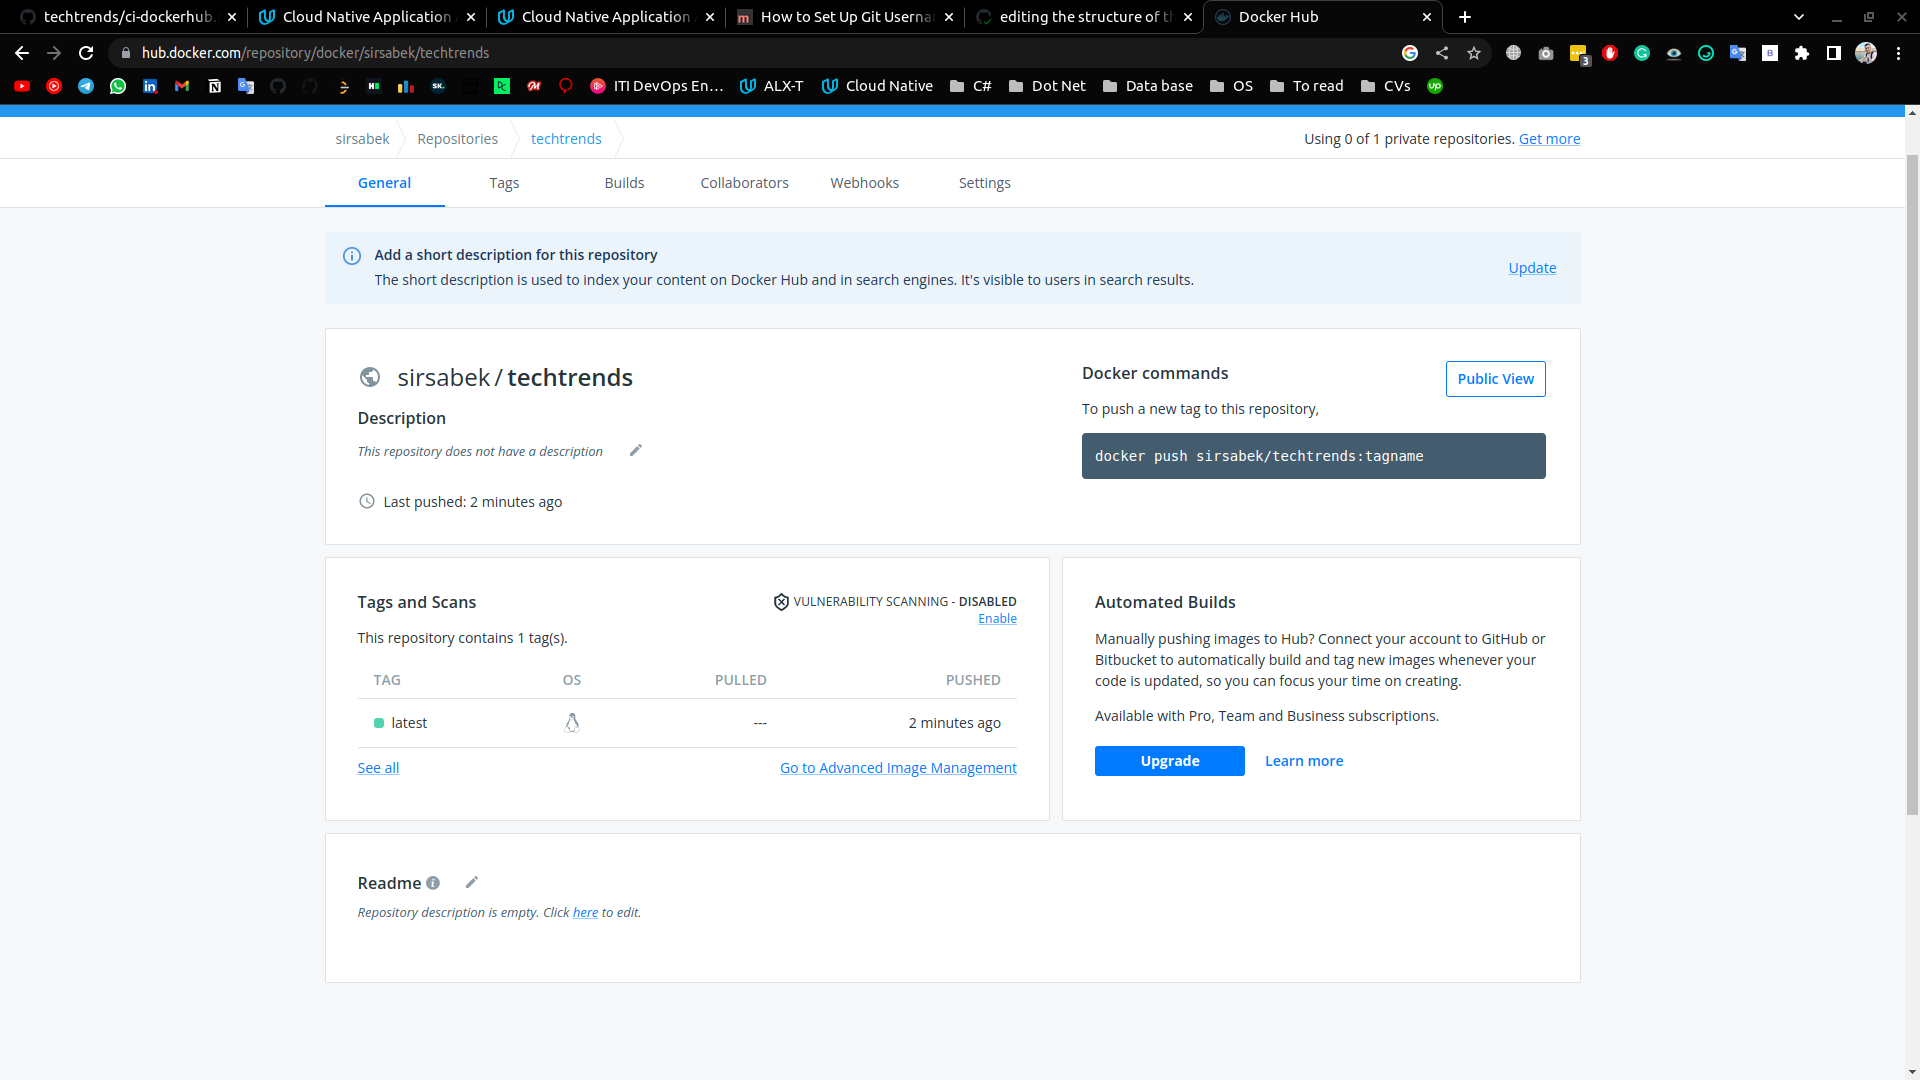 techtrends/ci-dockerhub.
Cloud Native Application
Cloud Native Application
How to Set Up Git Userna
editing the structure of th
Docker Hub
hub.docker.com/repository/docker/sirsabek/techtrends
3
ITI DevOps En...
ALX-T
Cloud Native
C#
Dot Net
Data base
OS
To read
CVs
sirsabek
Repositories
techtrends
Using 0 of 1 private repositories. Get more
General
Tags
Builds
Collaborators
Webhooks
Settings
Add a short description for this repository
The short description is used to index your content on Docker Hub and in search engines. It's visible to users in search results.
Update
sirsabek / techtrends
Description
This repository does not have a description
Last pushed: 2 minutes ago
Docker commands
Public View
To push a new tag to this repository,
docker push sirsabek/techtrends:tagname
Tags and Scans
VULNERABILITY SCANNING - DISABLED
Enable
This repository contains 1 tag(s).
TAG OS PULLED PUSHED
latest --- 2 minutes ago
See all
Go to Advanced Image Management
Automated Builds
Manually pushing images to Hub? Connect your account to GitHub or
Bitbucket to automatically build and tag new images whenever your
code is updated, so you can focus your time on creating.
Available with Pro, Team and Business subscriptions.
Upgrade
Learn more
Readme
Repository description is empty. Click here to edit.